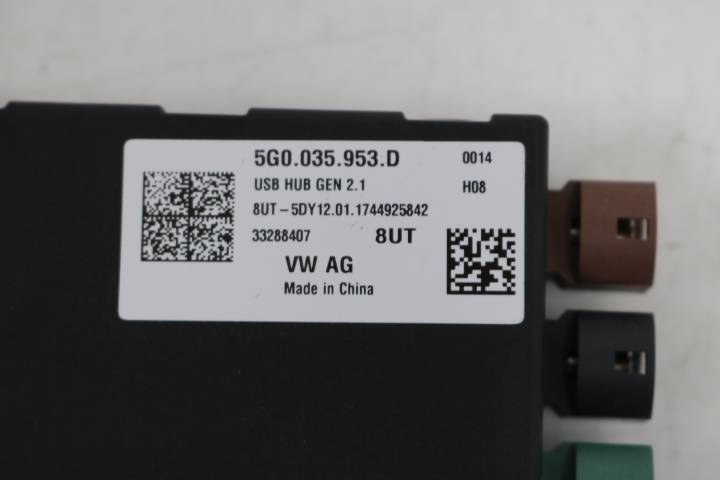 5G0.035.953.D 0014
USB HUB GEN 2.1 H08
8UT-5DY12.01.1744925842
33288407 8UT
VW AG
Made in China